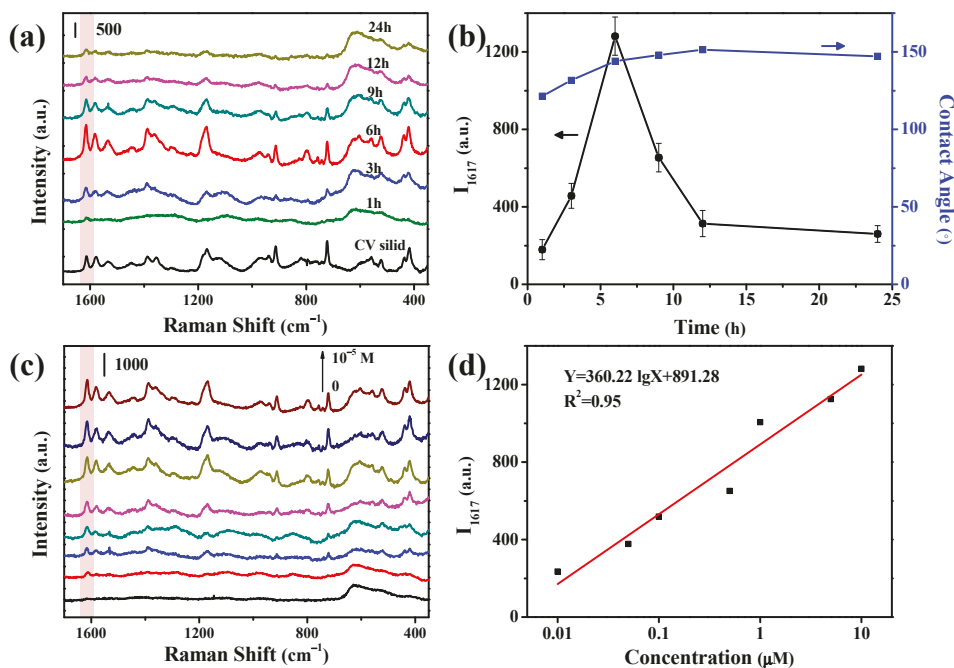 (a)
500
24h
12h
9h
6h
3h
1h
CV silid
Intensity (a.u.)
1600 1200 800 400
Raman Shift (cm⁻¹)
(b)
1300
1200
800
400
0
I₁₆₁₇ (a.u.)
0 5 10 15 20 25
Time (h)
200
150
100
50
0
Contact Angle (°)
(c)
1000
10⁻⁵ M
0
Intensity (a.u.)
1600 1200 800 400
Raman Shift (cm⁻¹)
(d)
Y=360.22 lgX+891.28
R²=0.95
1200
800
400
0
I₁₆₁₇ (a.u.)
0.01 0.1 1 10
Concentration (μM)